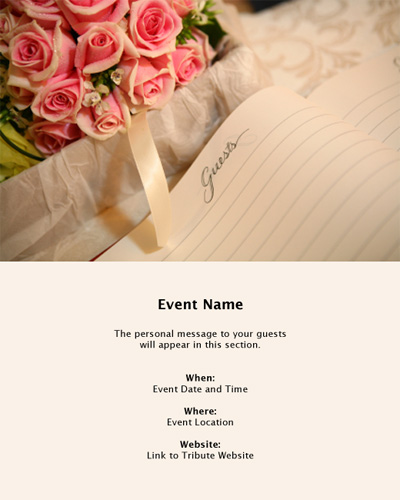 Guests
Event Name
The personal message to your guests
will appear in this section.
When:
Event Date and Time
Where:
Event Location
Website:
Link to Tribute Website